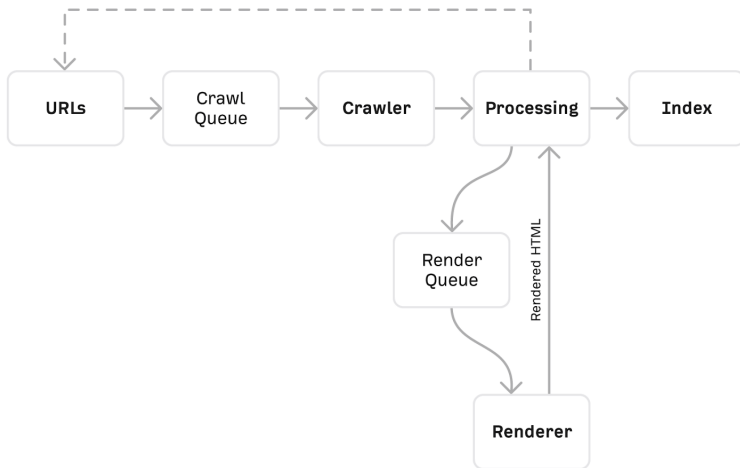 URLs
Crawl
Queue
Crawler
Processing
Index
Render
Queue
Rendered HTML
Renderer